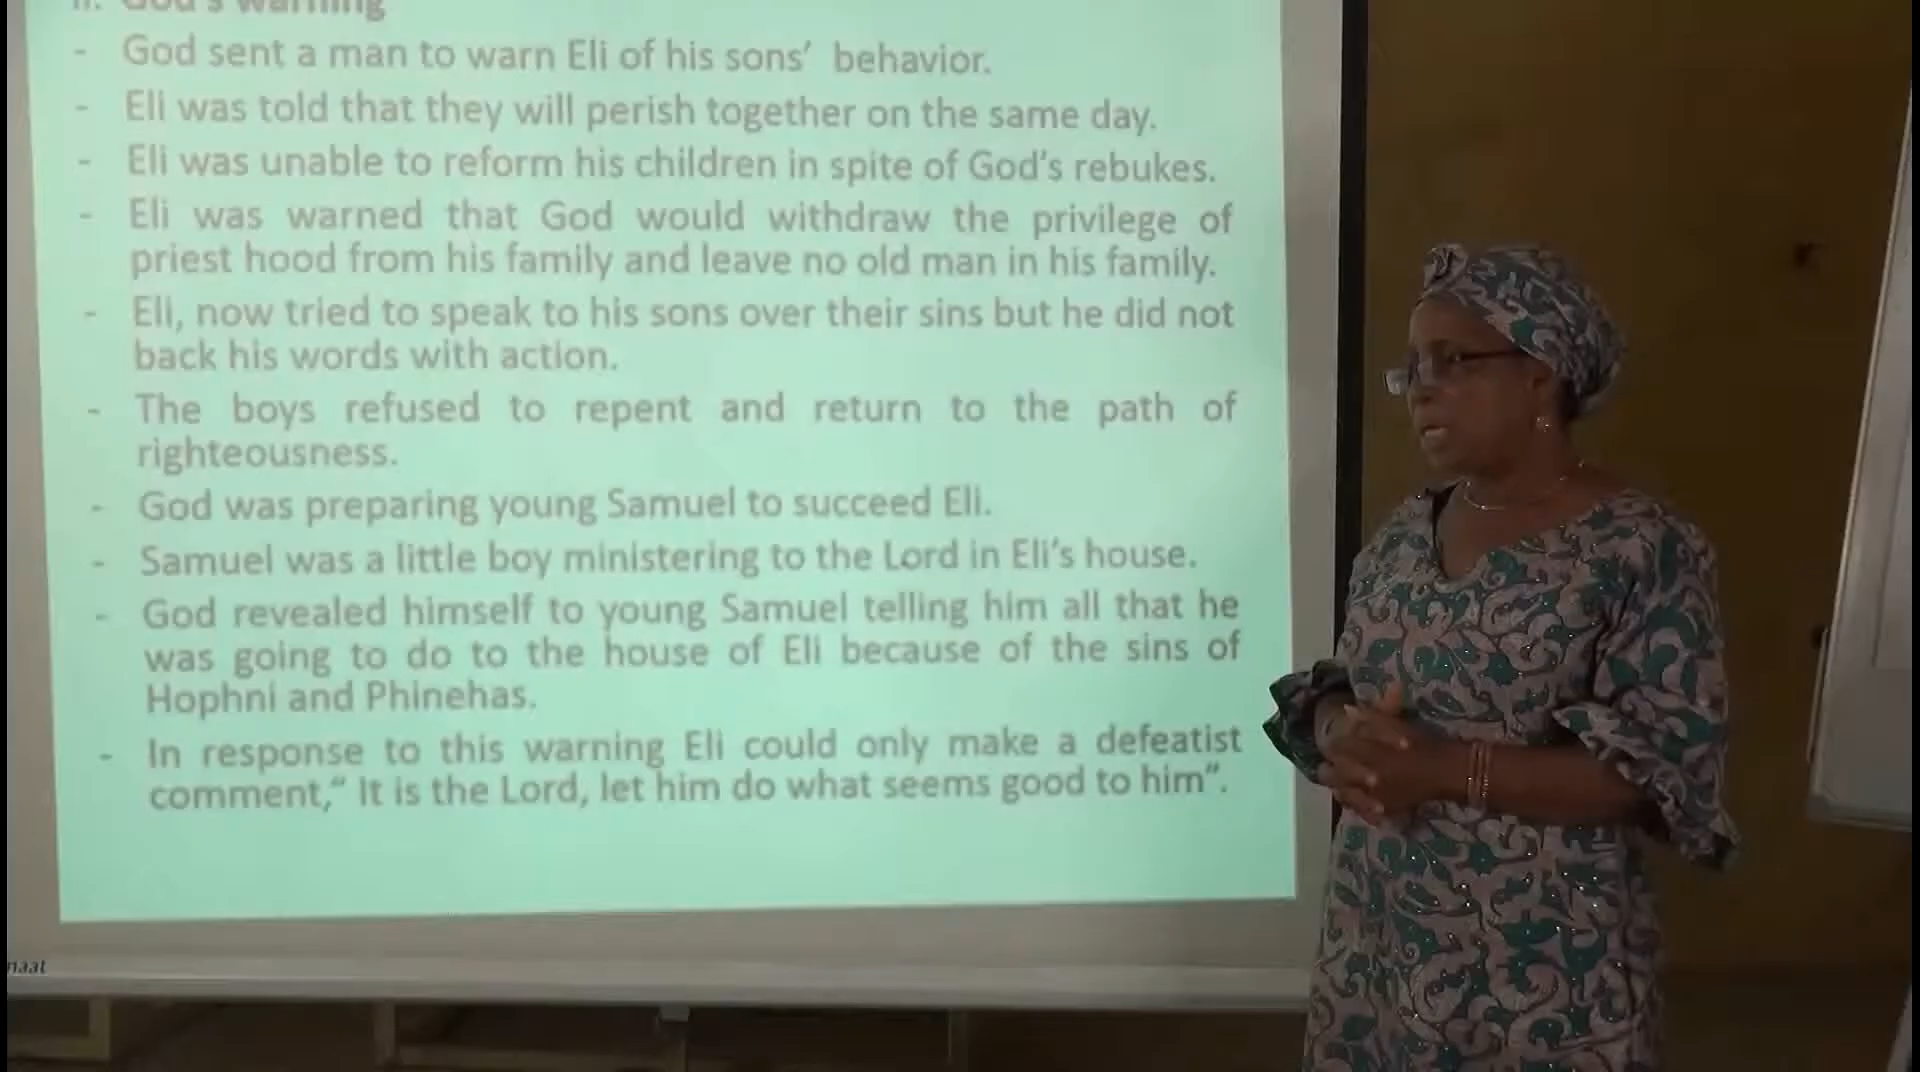 II. God's warning
- God sent a man to warn Eli of his sons' behavior.
- Eli was told that they will perish together on the same day.
- Eli was unable to reform his children in spite of God's rebukes.
- Eli was warned that God would withdraw the privilege of
priest hood from his family and leave no old man in his family.
- Eli, now tried to speak to his sons over their sins but he did not
back his words with action.
- The boys refused to repent and return to the path of
righteousness.
- God was preparing young Samuel to succeed Eli.
- Samuel was a little boy ministering to the Lord in Eli's house.
- God revealed himself to young Samuel telling him all that he
was going to do to the house of Eli because of the sins of
Hophni and Phinehas.
- In response to this warning Eli could only make a defeatist
comment,“ It is the Lord, let him do what seems good to him”.
naat